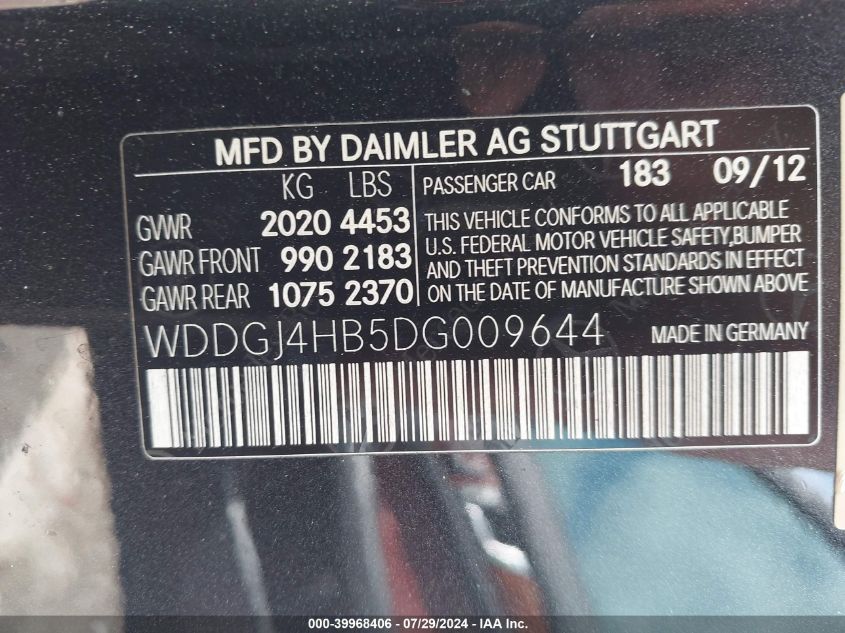 MFD BY DAIMLER AG STUTTGART
KG LBS
GVWR 2020 4453
GAWR FRONT 990 2183
GAWR REAR 1075 2370
PASSENGER CAR 183 09/12
THIS VEHICLE CONFORMS TO ALL APPLICABLE
U.S. FEDERAL MOTOR VEHICLE SAFETY,BUMPER
AND THEFT PREVENTION STANDARDS IN EFFECT
ON THE DATE OF MANUFACTURE SHOWN ABOVE
WDDGJ4HB5DG009644 MADE IN GERMANY
000-39968406 - 07/29/2024 - IAA Inc.